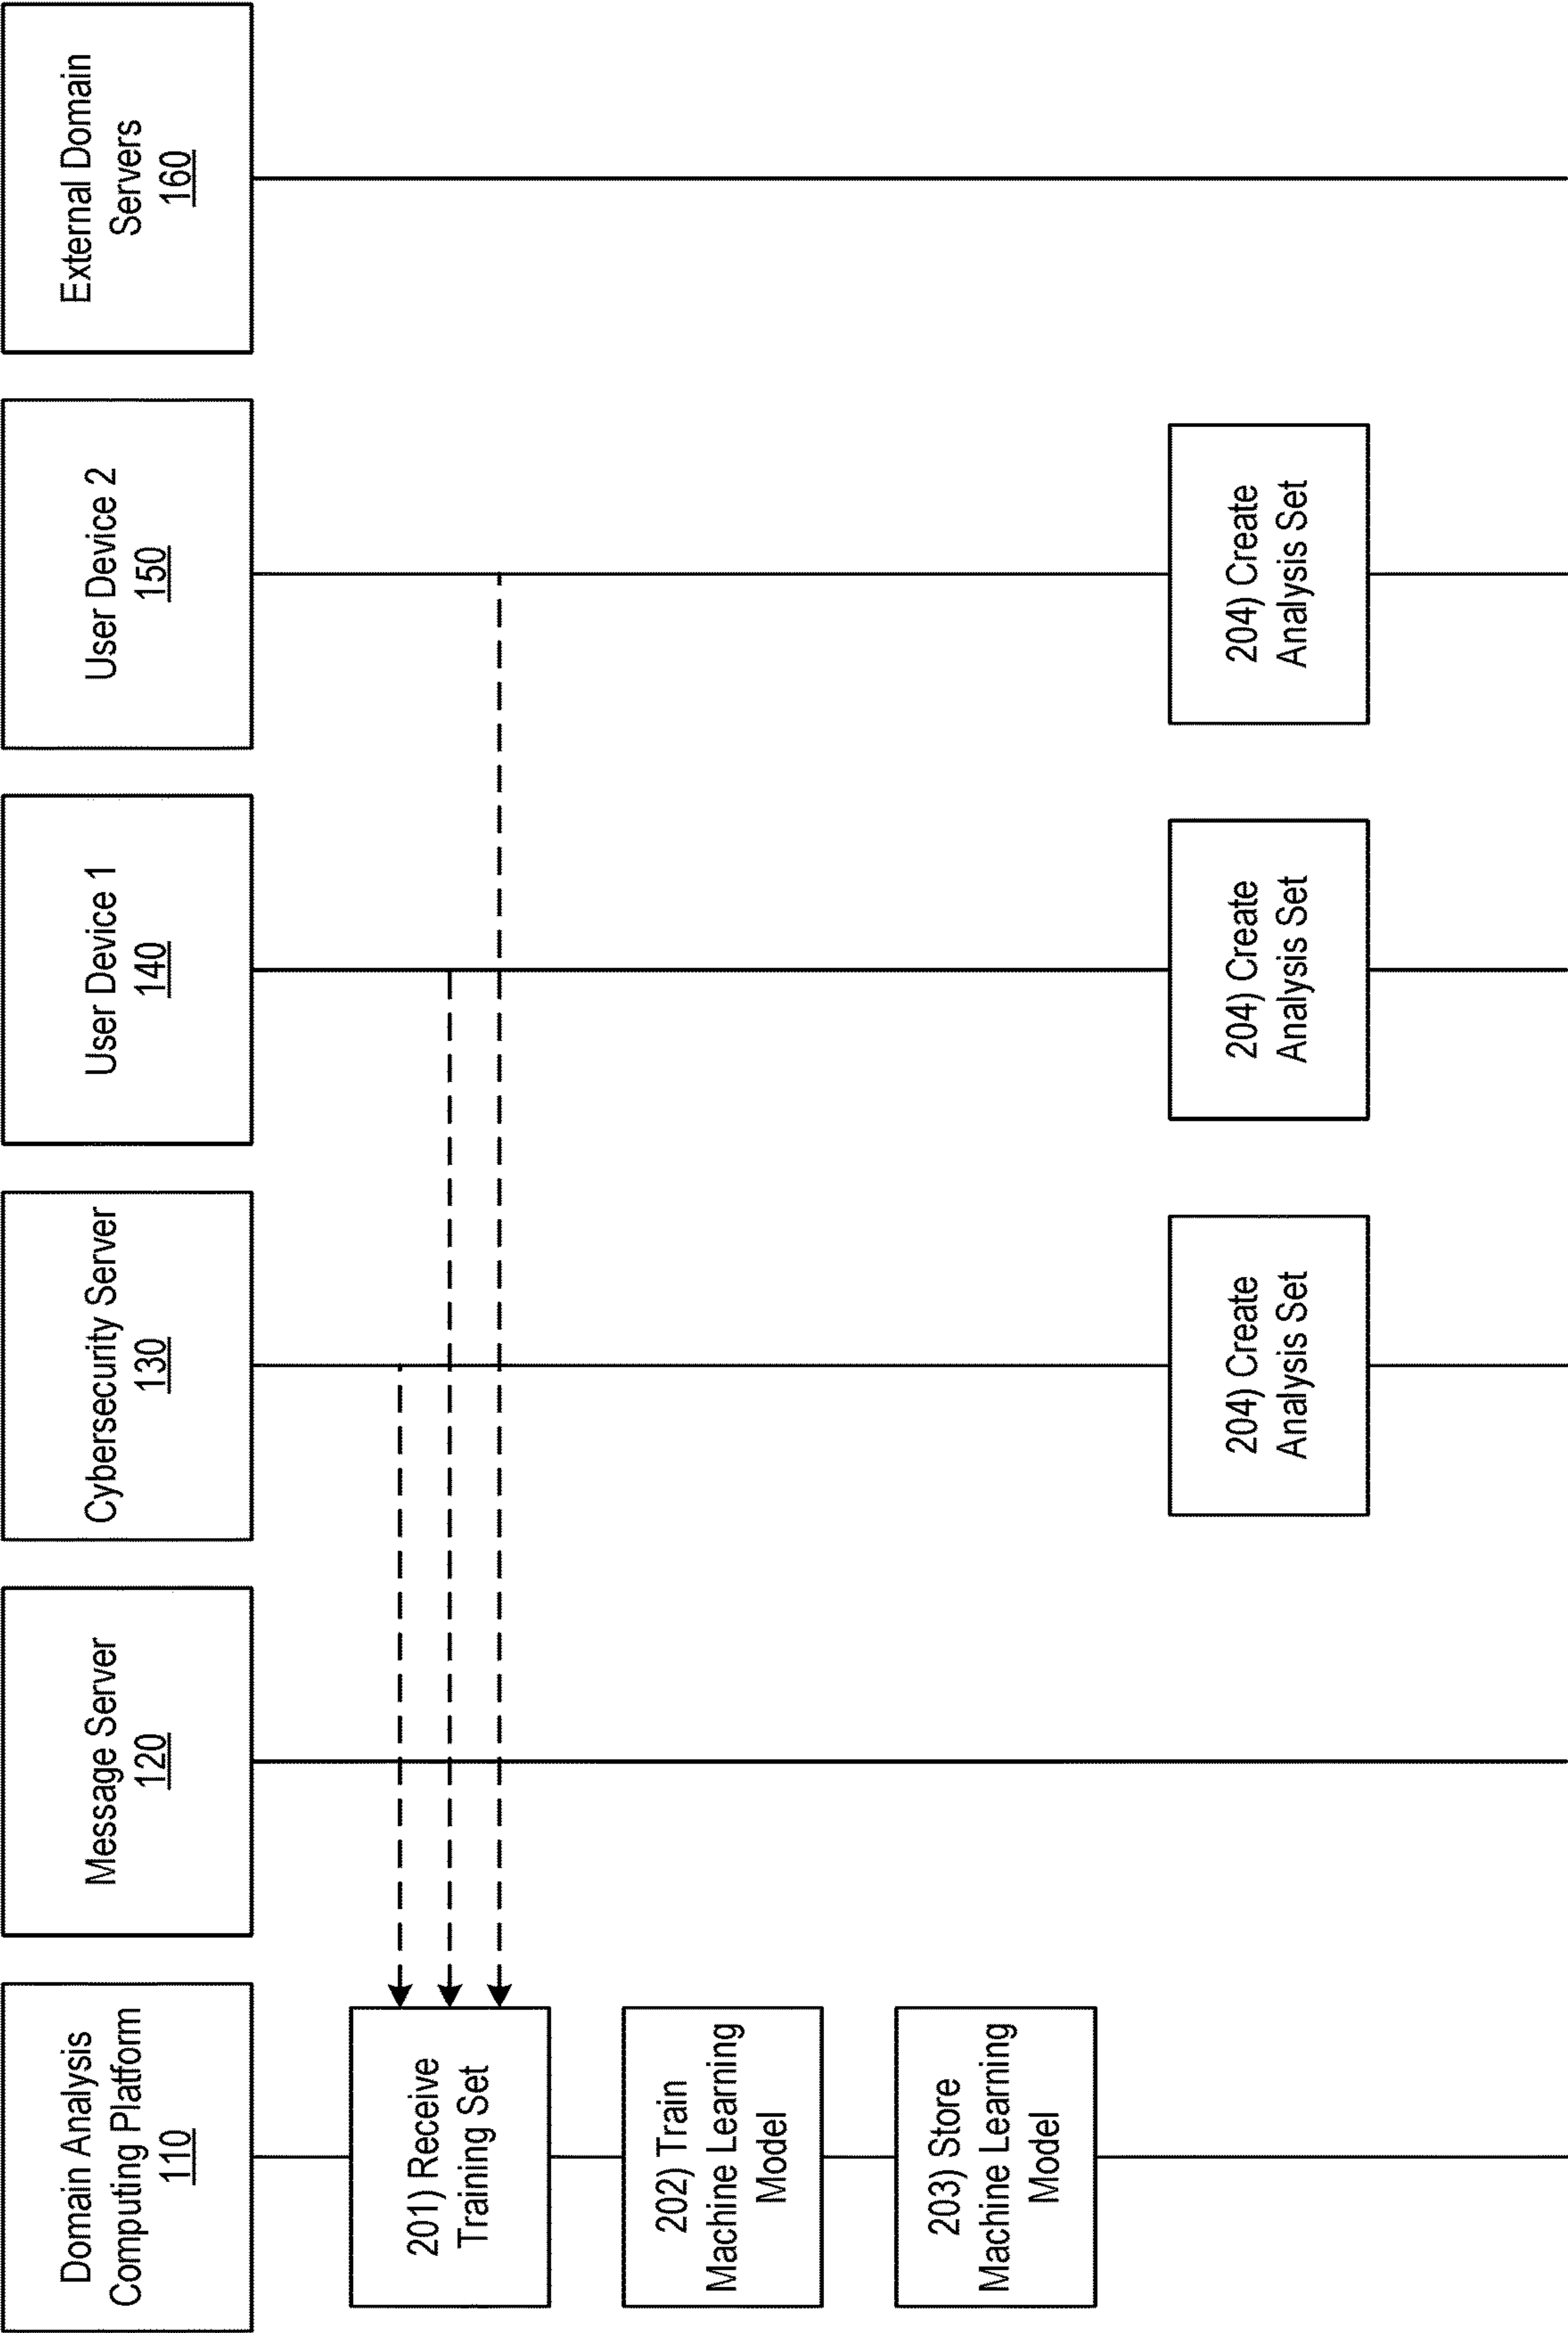 Domain Analysis
Computing Platform
110
Message Server
120
Cybersecurity Server
130
User Device 1
140
User Device 2
150
External Domain
Servers
160
201) Receive
Training Set
202) Train
Machine Learning
Model
203) Store
Machine Learning
Model
204) Create
Analysis Set
204) Create
Analysis Set
204) Create
Analysis Set